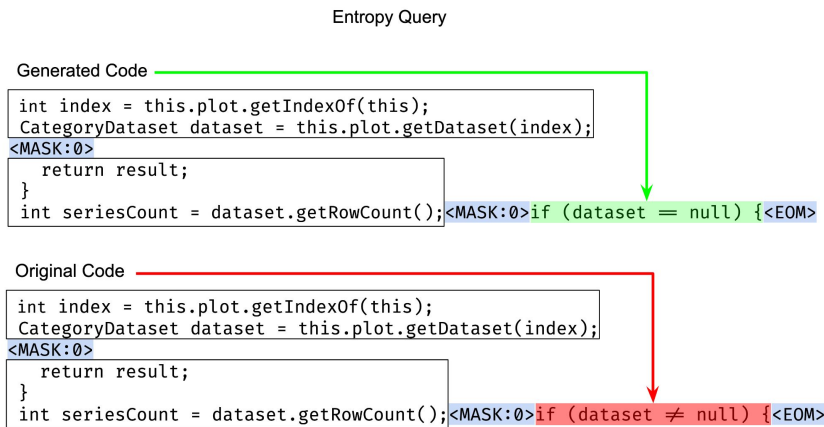 Entropy Query
Generated Code
int index = this.plot.getIndexOf(this);
CategoryDataset dataset = this.plot.getDataset(index);
<MASK:0>
return result;
}
int seriesCount = dataset.getRowCount();<MASK:0>if (dataset == null) {<EOM>
Original Code
int index = this.plot.getIndexOf(this);
CategoryDataset dataset = this.plot.getDataset(index);
<MASK:0>
return result;
}
int seriesCount = dataset.getRowCount();<MASK:0>if (dataset ≠ null) {<EOM>